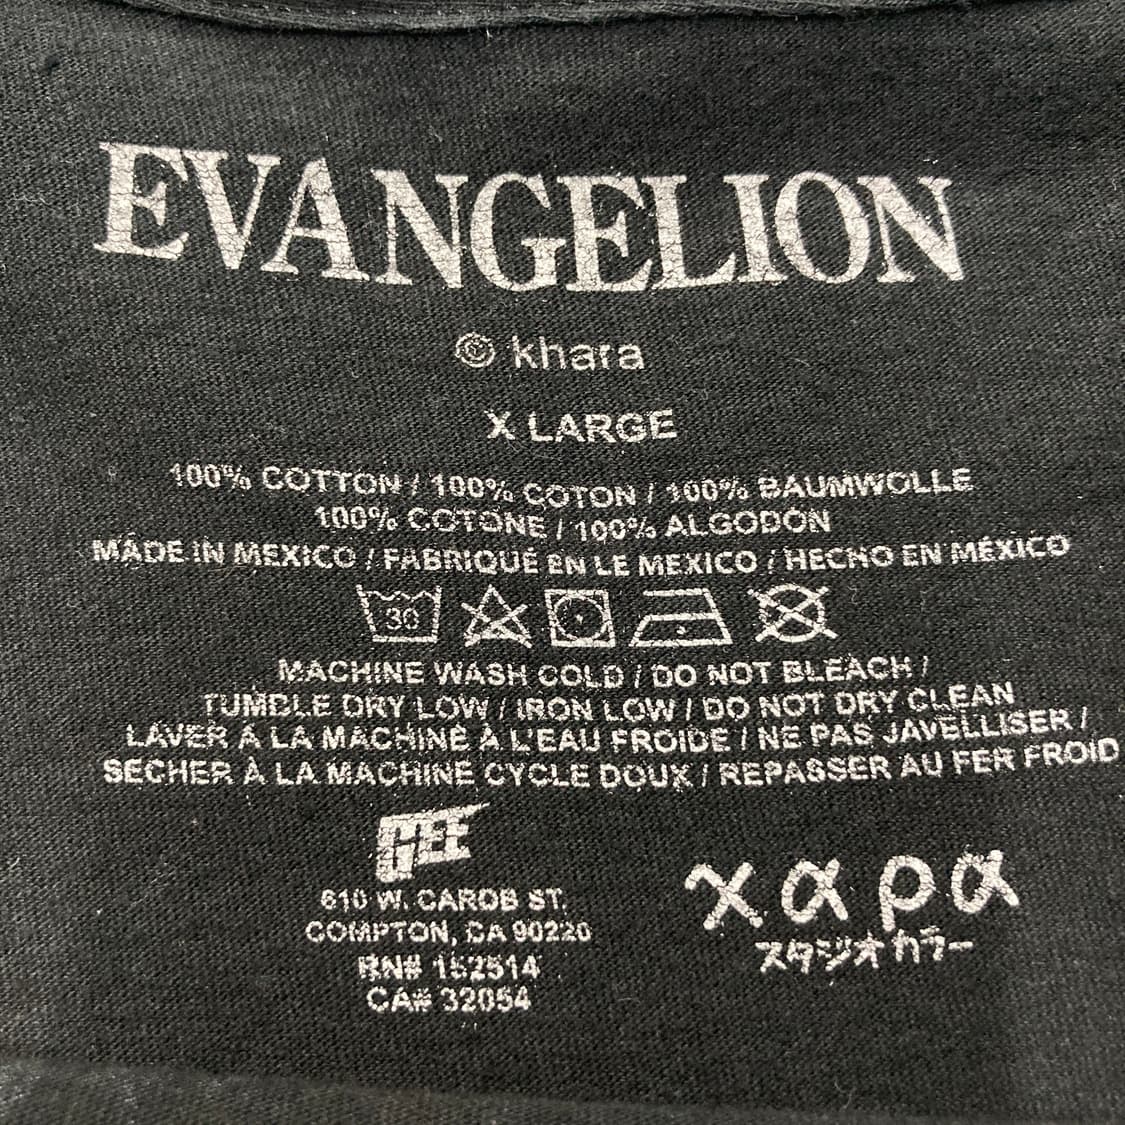 EVANGELION
© khara
X LARGE
100% COTTON / 100% COTON / 100% BAUMWOLLE
100% COTONE / 100% ALGODÓN
MADE IN MEXICO / FABRIQUÉ EN LE MEXICO / HECHO EN MÉXICO
30
MACHINE WASH COLD / DO NOT BLEACH /
TUMBLE DRY LOW / IRON LOW / DO NOT DRY CLEAN
LAVER À LA MACHINE À L'EAU FROIDE / NE PAS JAVELLISER /
SÉCHER À LA MACHINE CYCLE DOUX / REPASSER AU FER FROID
GEE
610 W. CAROB ST.
COMPTON, CA 90220
RN# 152514
CA# 32054
χαρα
スタジオカラー